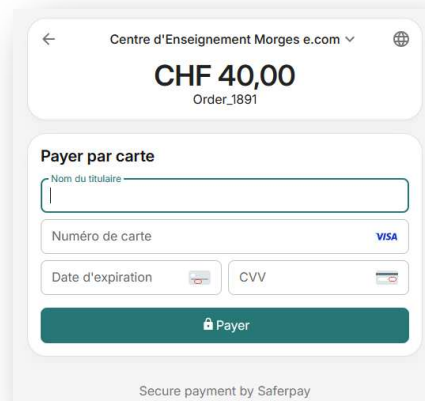 Centre d'Enseignement Morges e.com
CHF 40,00
Order_1891
Payer par carte
Nom du titulaire
Numéro de carte VISA
Date d'expiration CVV
Payer
Secure payment by Saferpay